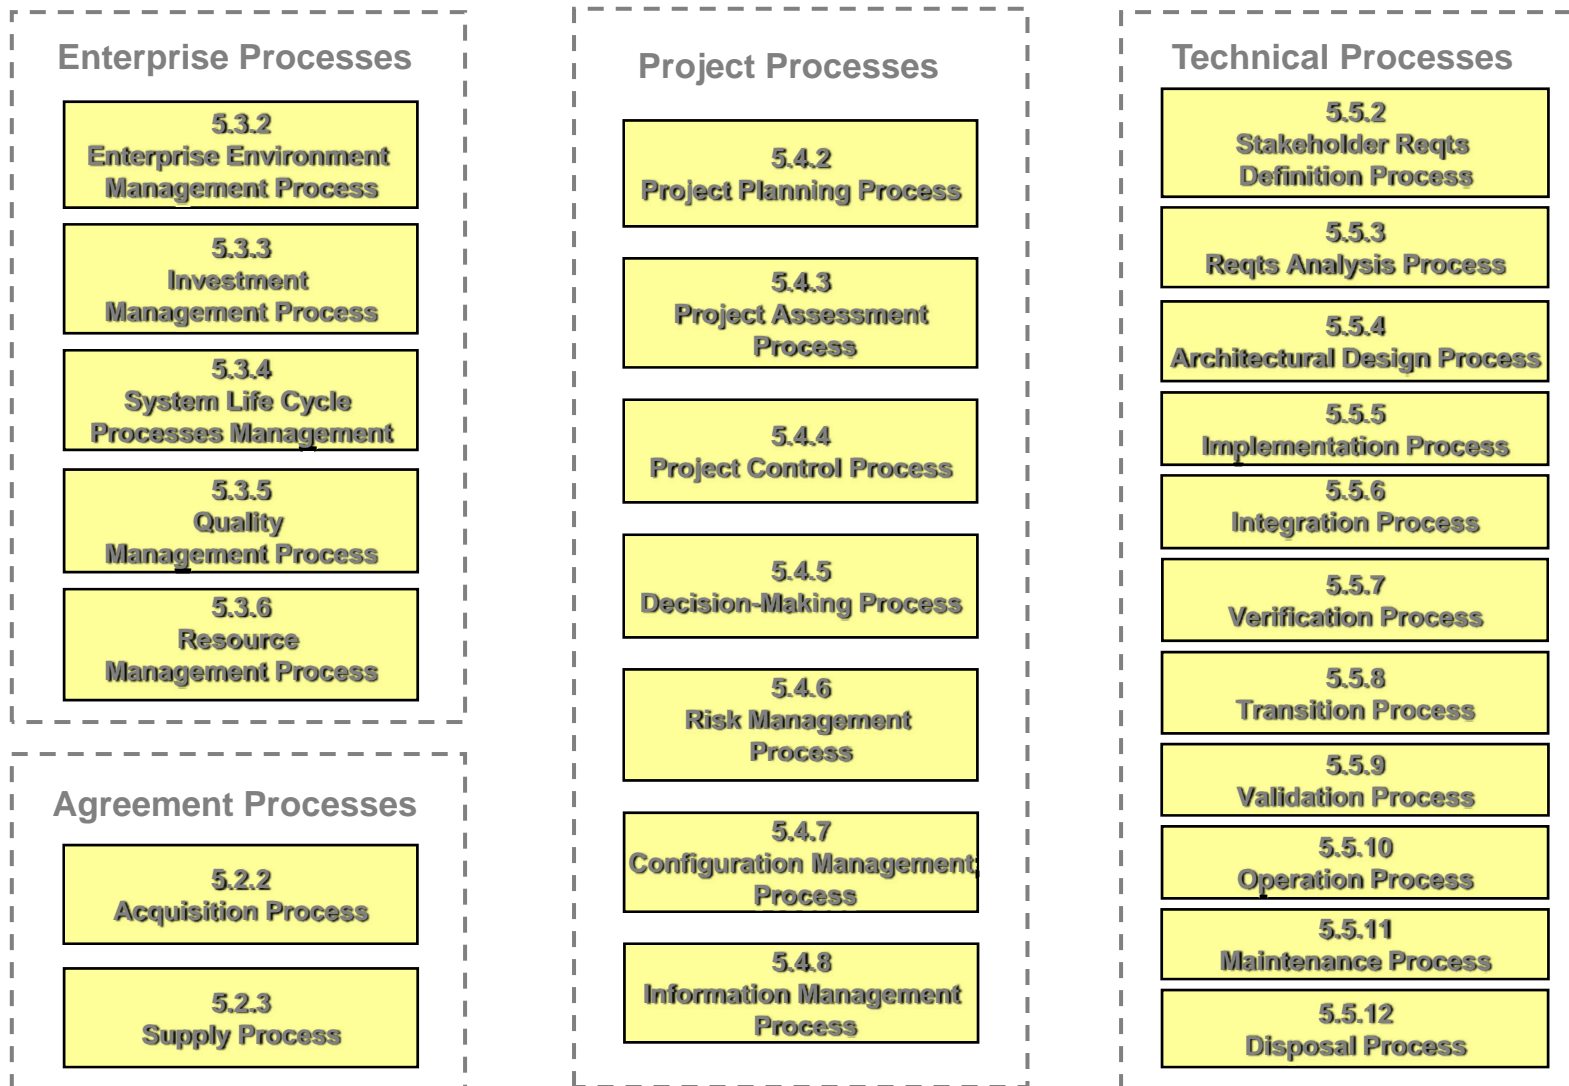 Enterprise Processes
5.3.2
Enterprise Environment
Management Process
5.3.3
Investment
Management Process
5.3.4
System Life Cycle
Processes Management
5.3.5
Quality
Management Process
5.3.6
Resource
Management Process
Agreement Processes
5.2.2
Acquisition Process
5.2.3
Supply Process
Project Processes
5.4.2
Project Planning Process
5.4.3
Project Assessment
Process
5.4.4
Project Control Process
5.4.5
Decision-Making Process
5.4.6
Risk Management
Process
5.4.7
Configuration Management;
Process
5.4.8
Information Management
Process
Technical Processes
5.5.2
Stakeholder Reqts
Definition Process
5.5.3
Reqts Analysis Process
5.5.4
Architectural Design Process
5.5.5
Implementation Process
5.5.6
Integration Process
5.5.7
Verification Process
5.5.8
Transition Process
5.5.9
Validation Process
5.5.10
Operation Process
5.5.11
Maintenance Process
5.5.12
Disposal Process